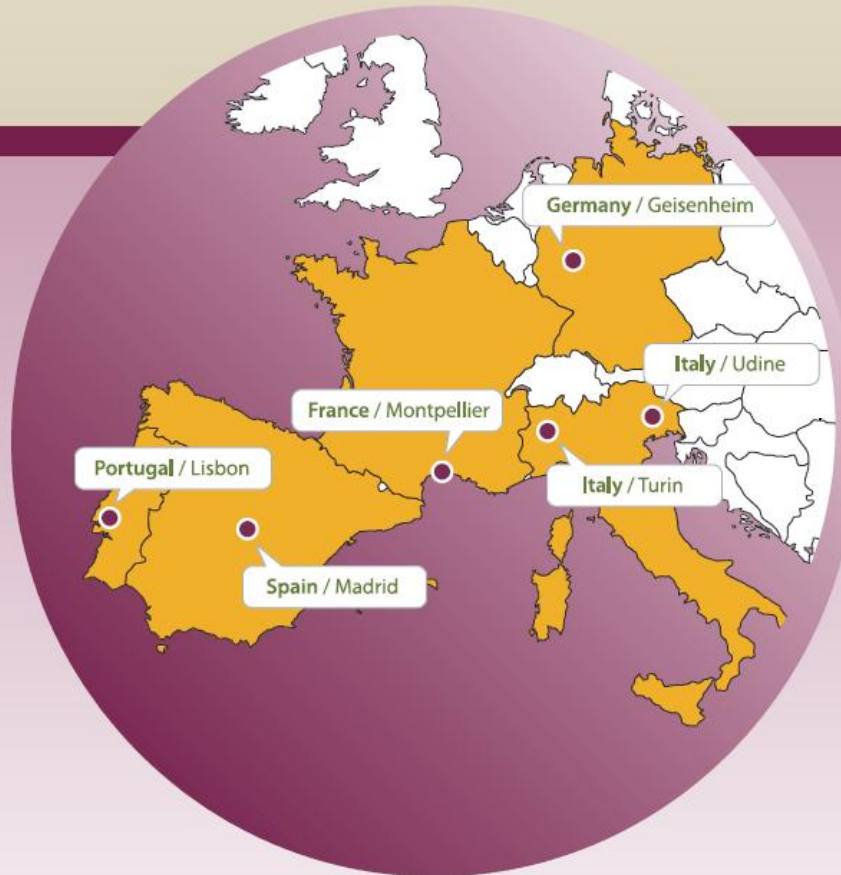 Germany / Geisenheim
Italy / Udine
France / Montpellier
Portugal / Lisbon
Italy / Turin
Spain / Madrid